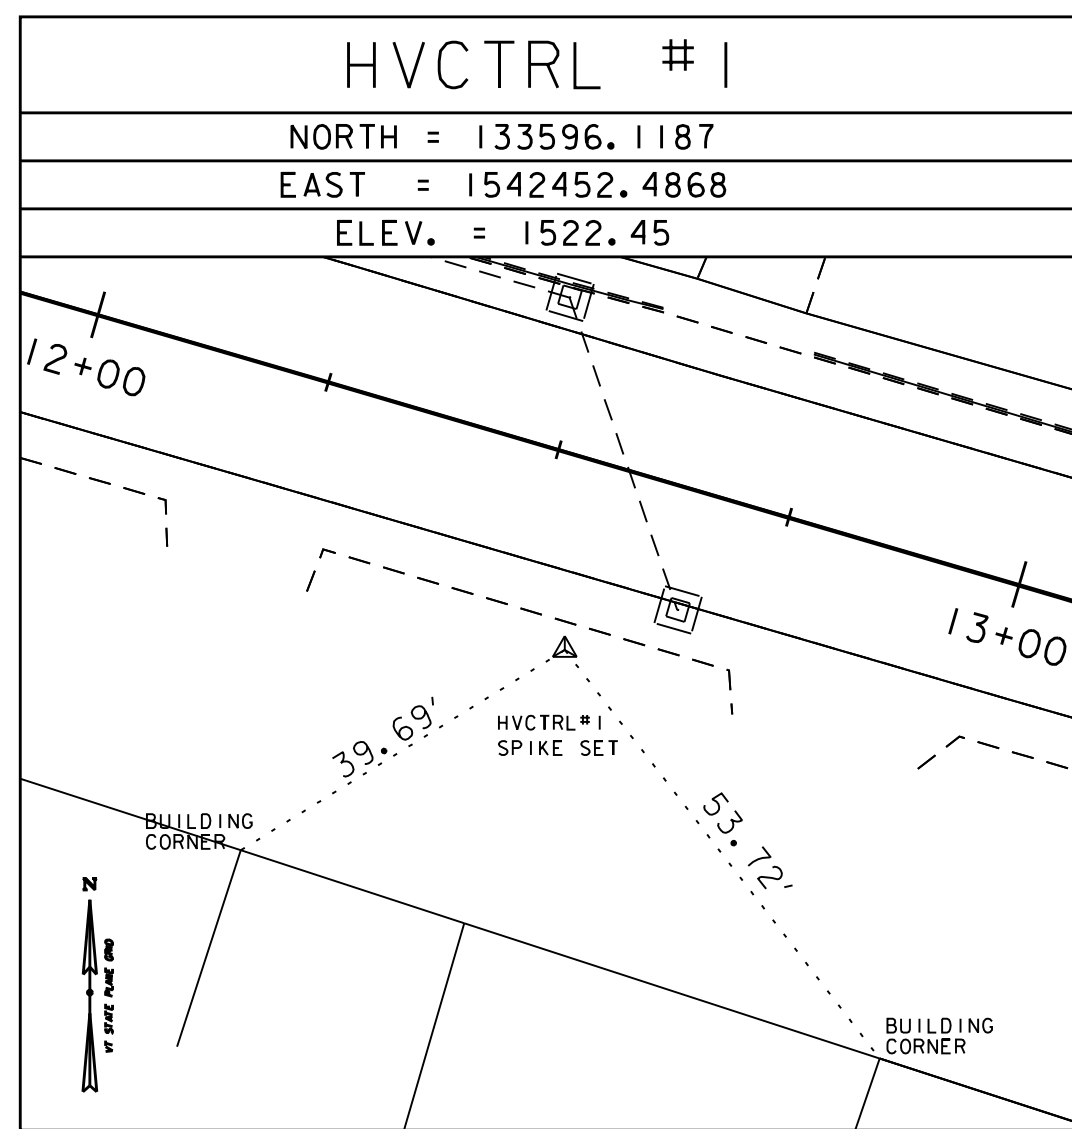 HVCTRL #1
NORTH = 133596.1187
EAST = 1542452.4868
ELEV. = 1522.45
12+00
13+00
39.69'
HVCTRL#1
SPIKE SET
53.72'
BUILDING
CORNER
N
VT STATE PLANE GRID
BUILDING
CORNER